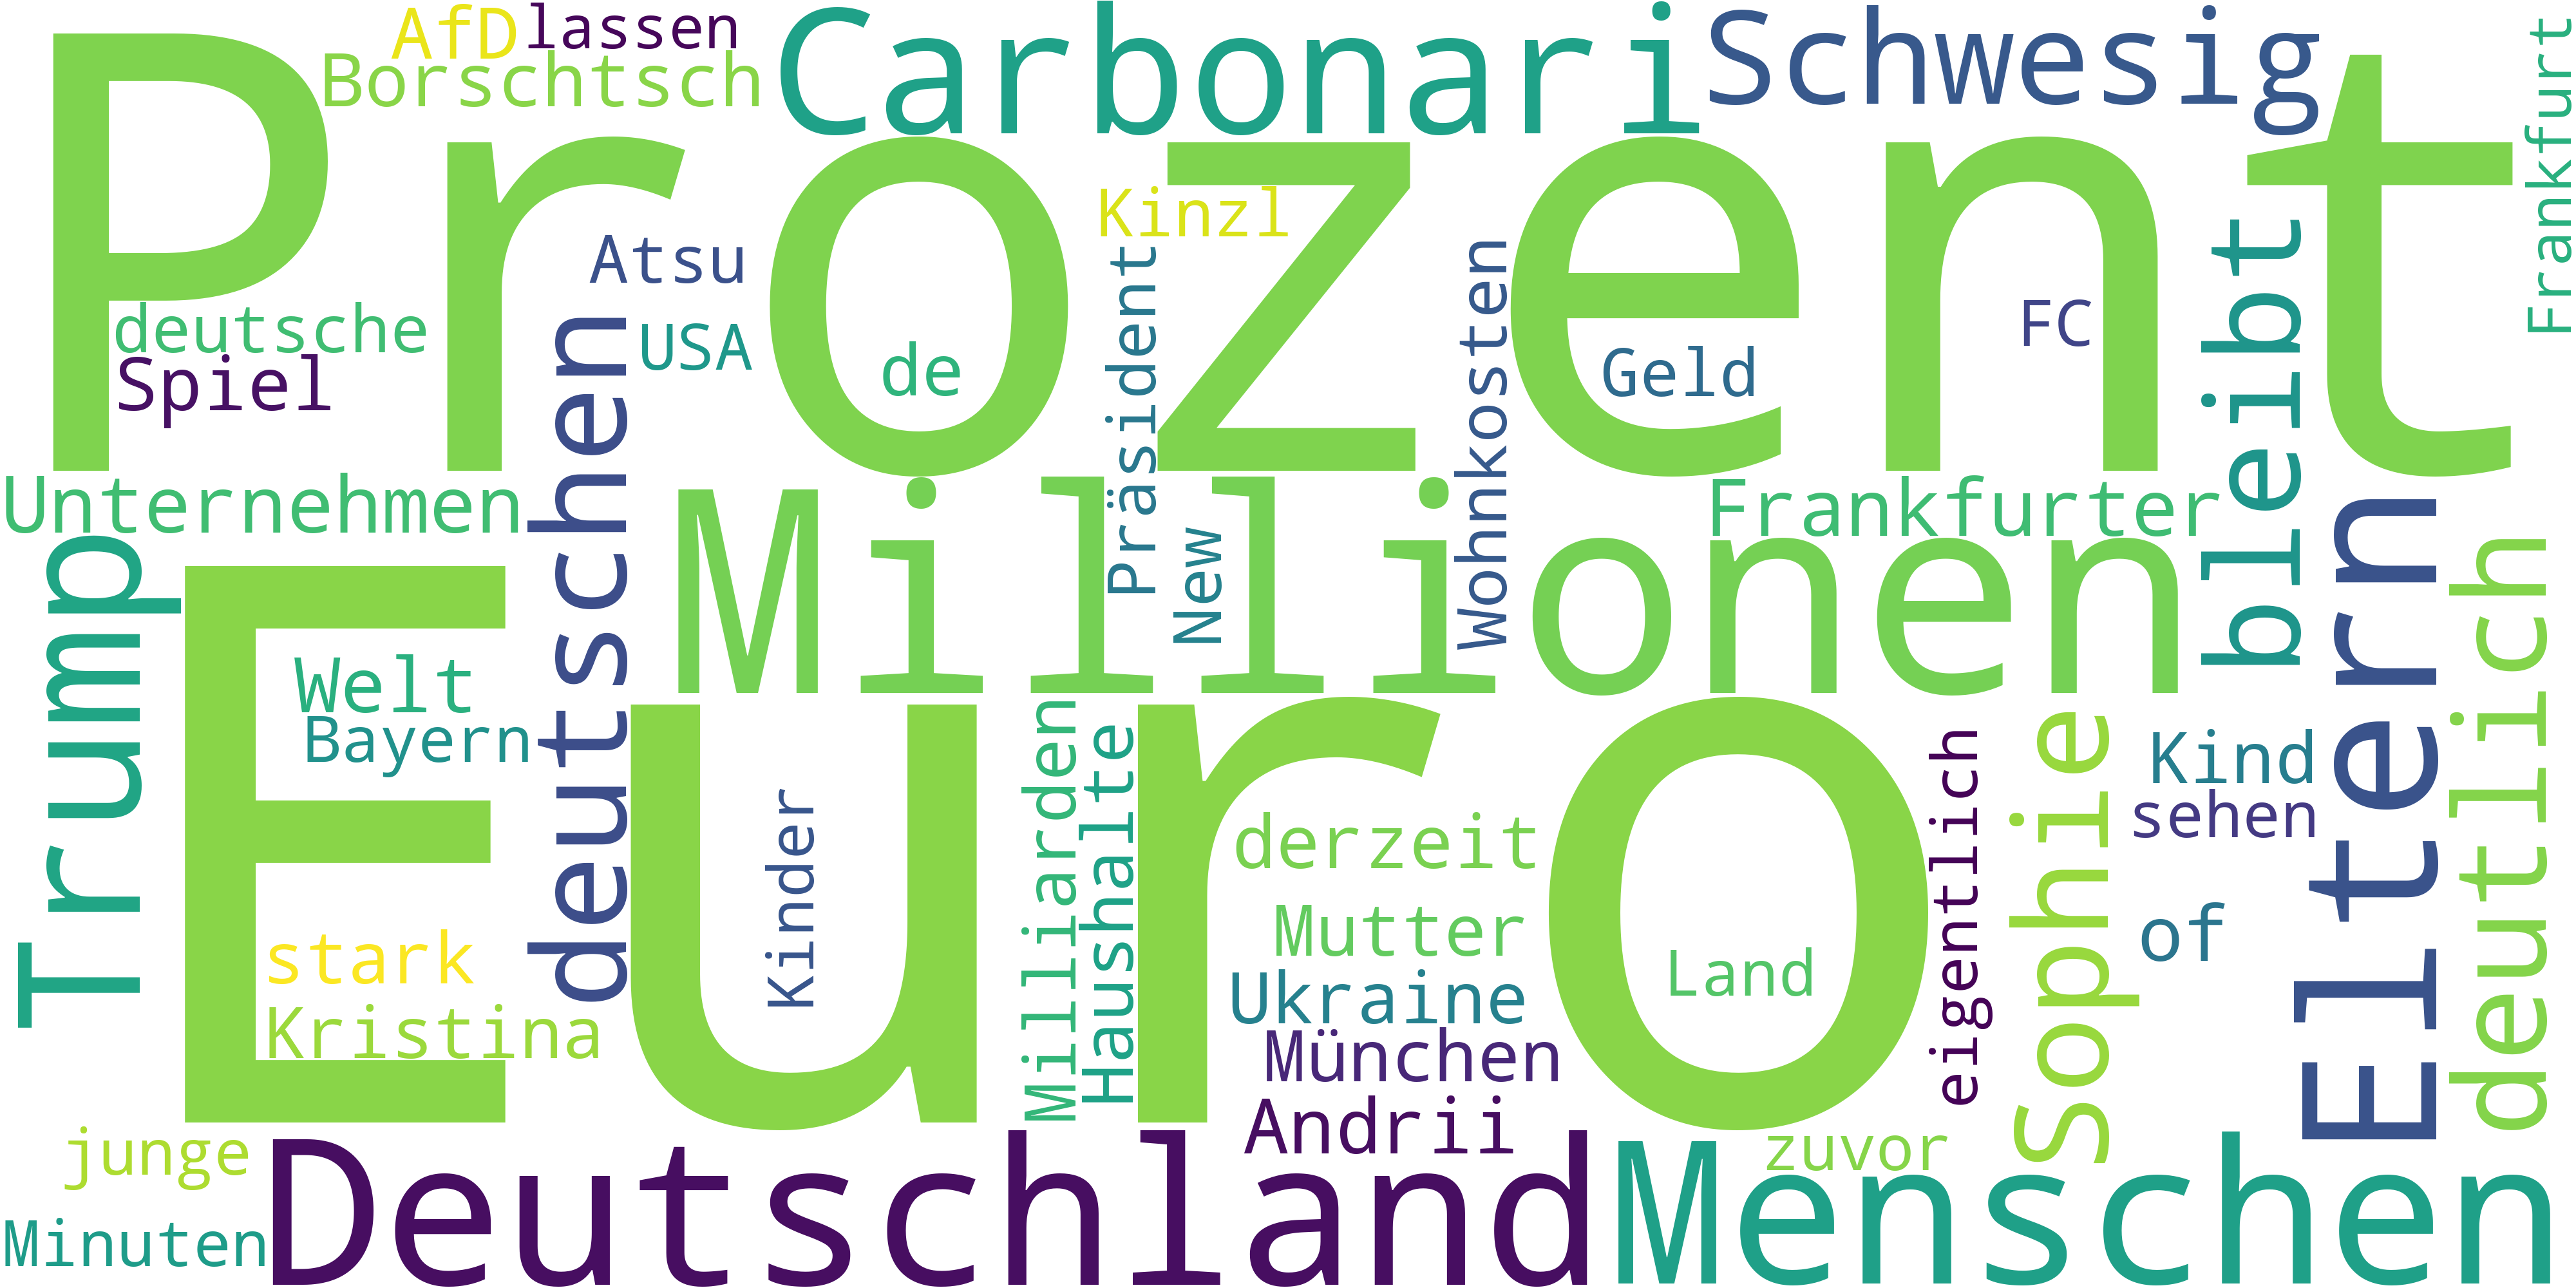 AfD
lassen
Borschtsch
Carbonari
Schwesig
Frankfurt
Prozent
Kinzl
Atsu
deutsche
USA
de
Präsident
Wohnkosten
Geld
FC
bleibt
Spiel
deutschen
Unternehmen
Millionen
New
Frankfurter
Eltern
deutlich
Trump
Euro
Welt
Bayern
Kinder
Milliarden
Haushalte
derzeit
eigentlich
Sophie
Kind
sehen
stark
Mutter
Land
of
Kristina
Ukraine
München
Andrii
junge
zuvor
Minuten
Deutschland
Menschen